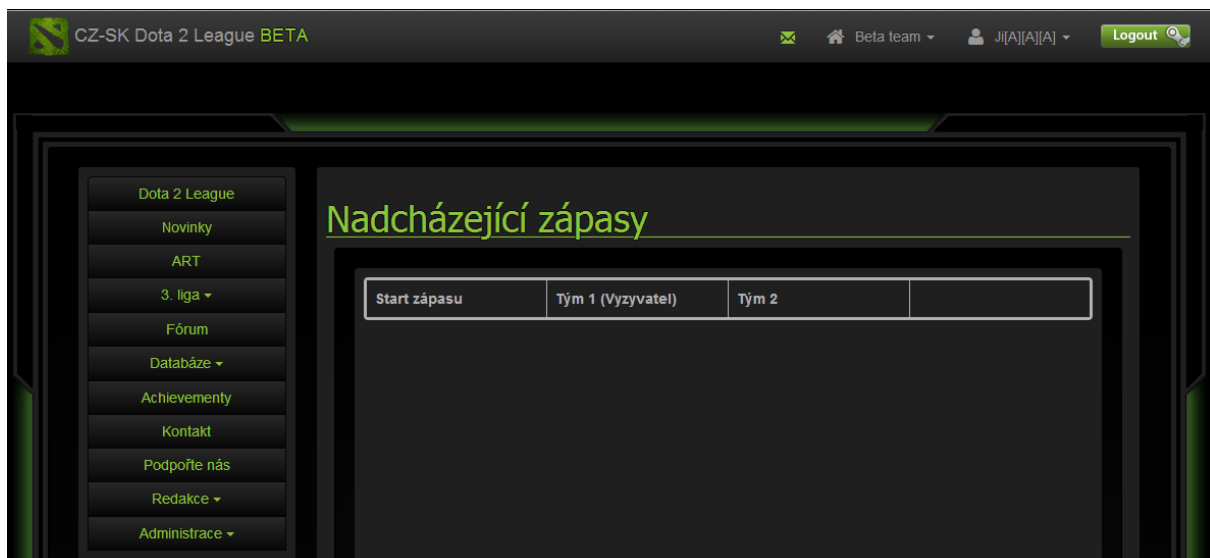 CZ-SK Dota 2 League BETA
Beta team
Ji[A][A][A]
Logout
Dota 2 League
Novinky
ART
3. liga
Fórum
Databáze
Achievementy
Kontakt
Podpořte nás
Redakce
Administrace
Nadcházející zápasy
Start zápasu
Tým 1 (Vyzyvatel)
Tým 2